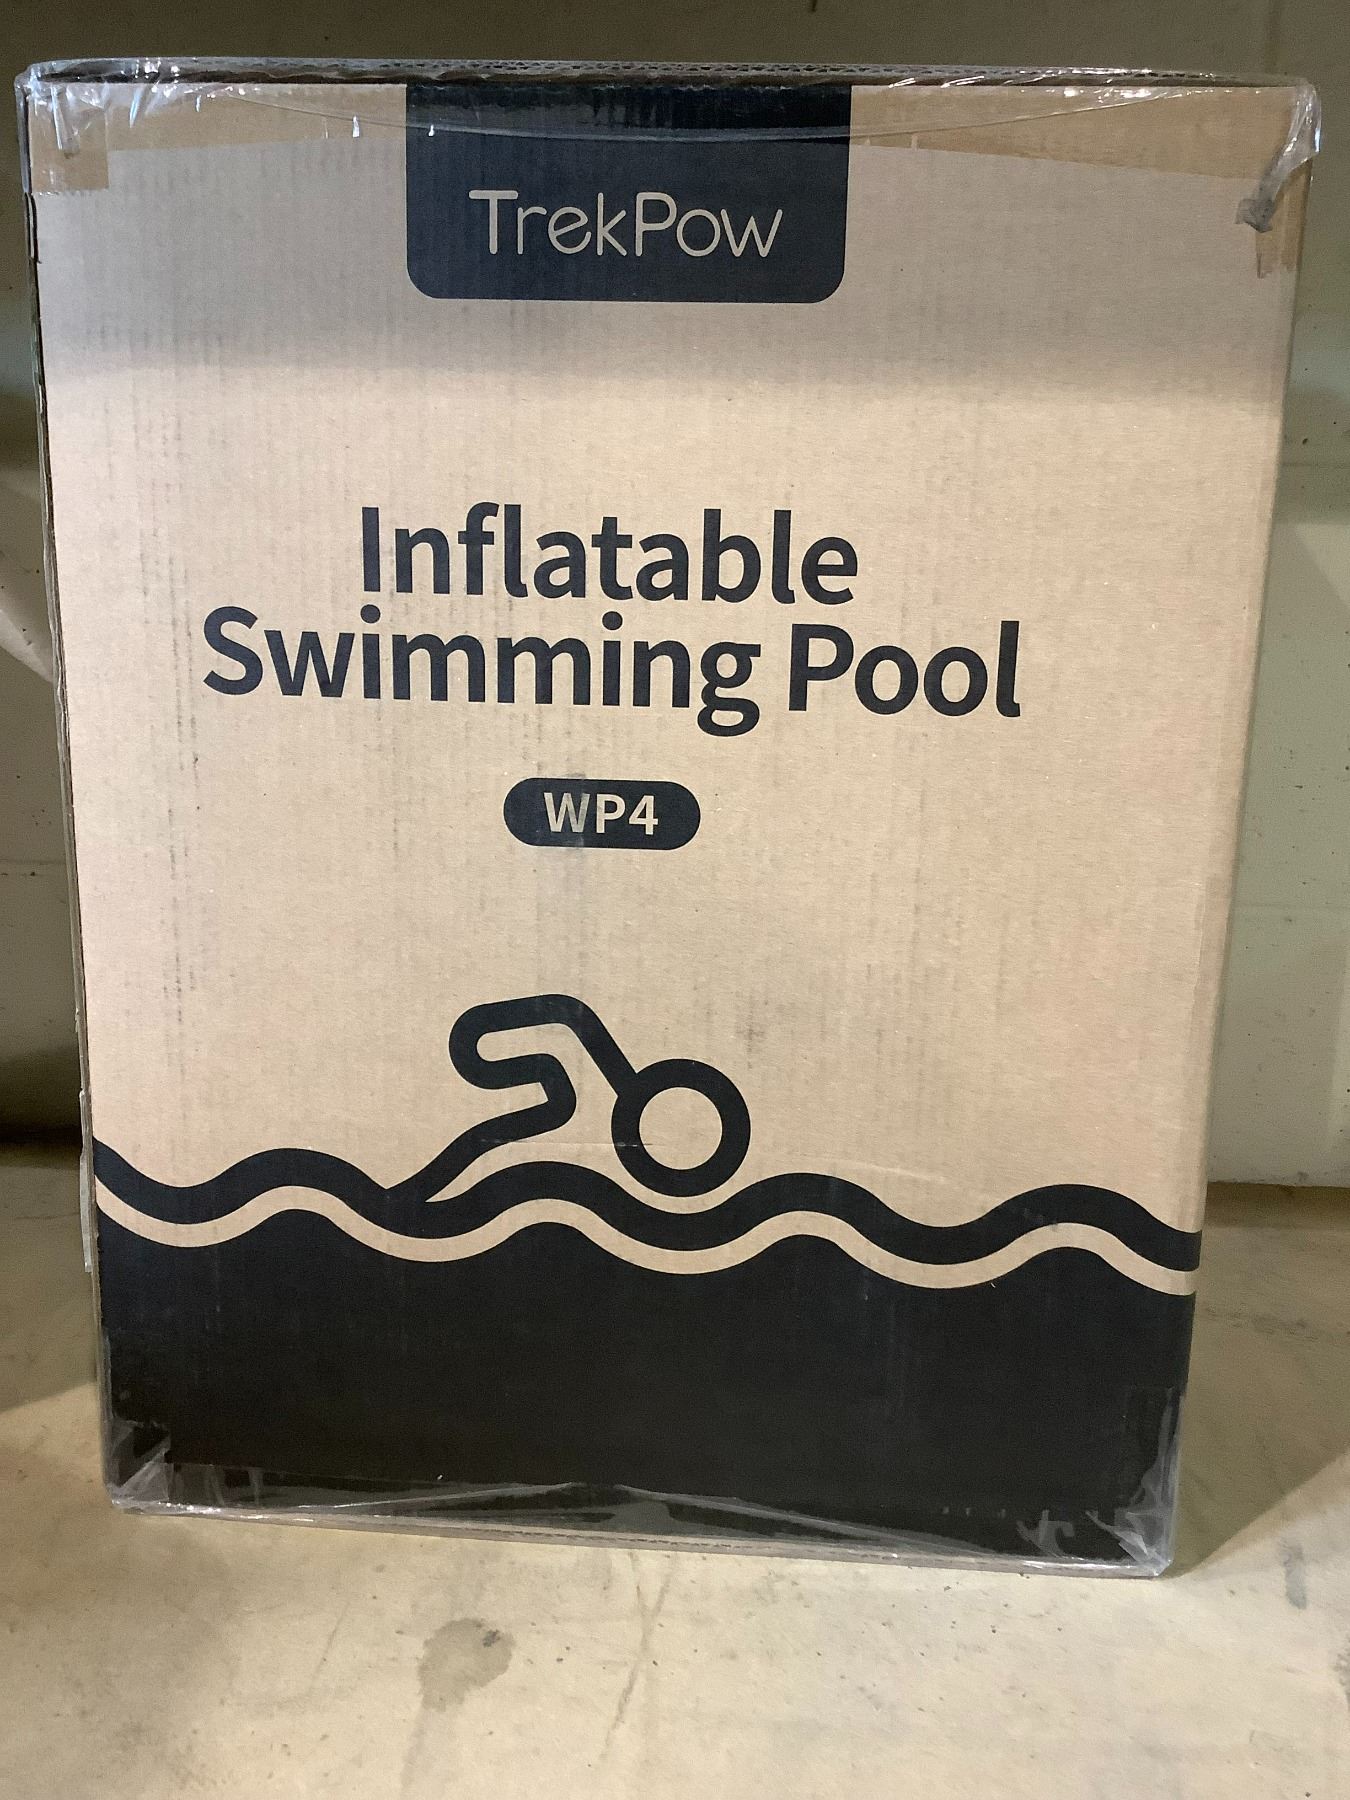 TrekPow
Inflatable
Swimming Pool
WP4